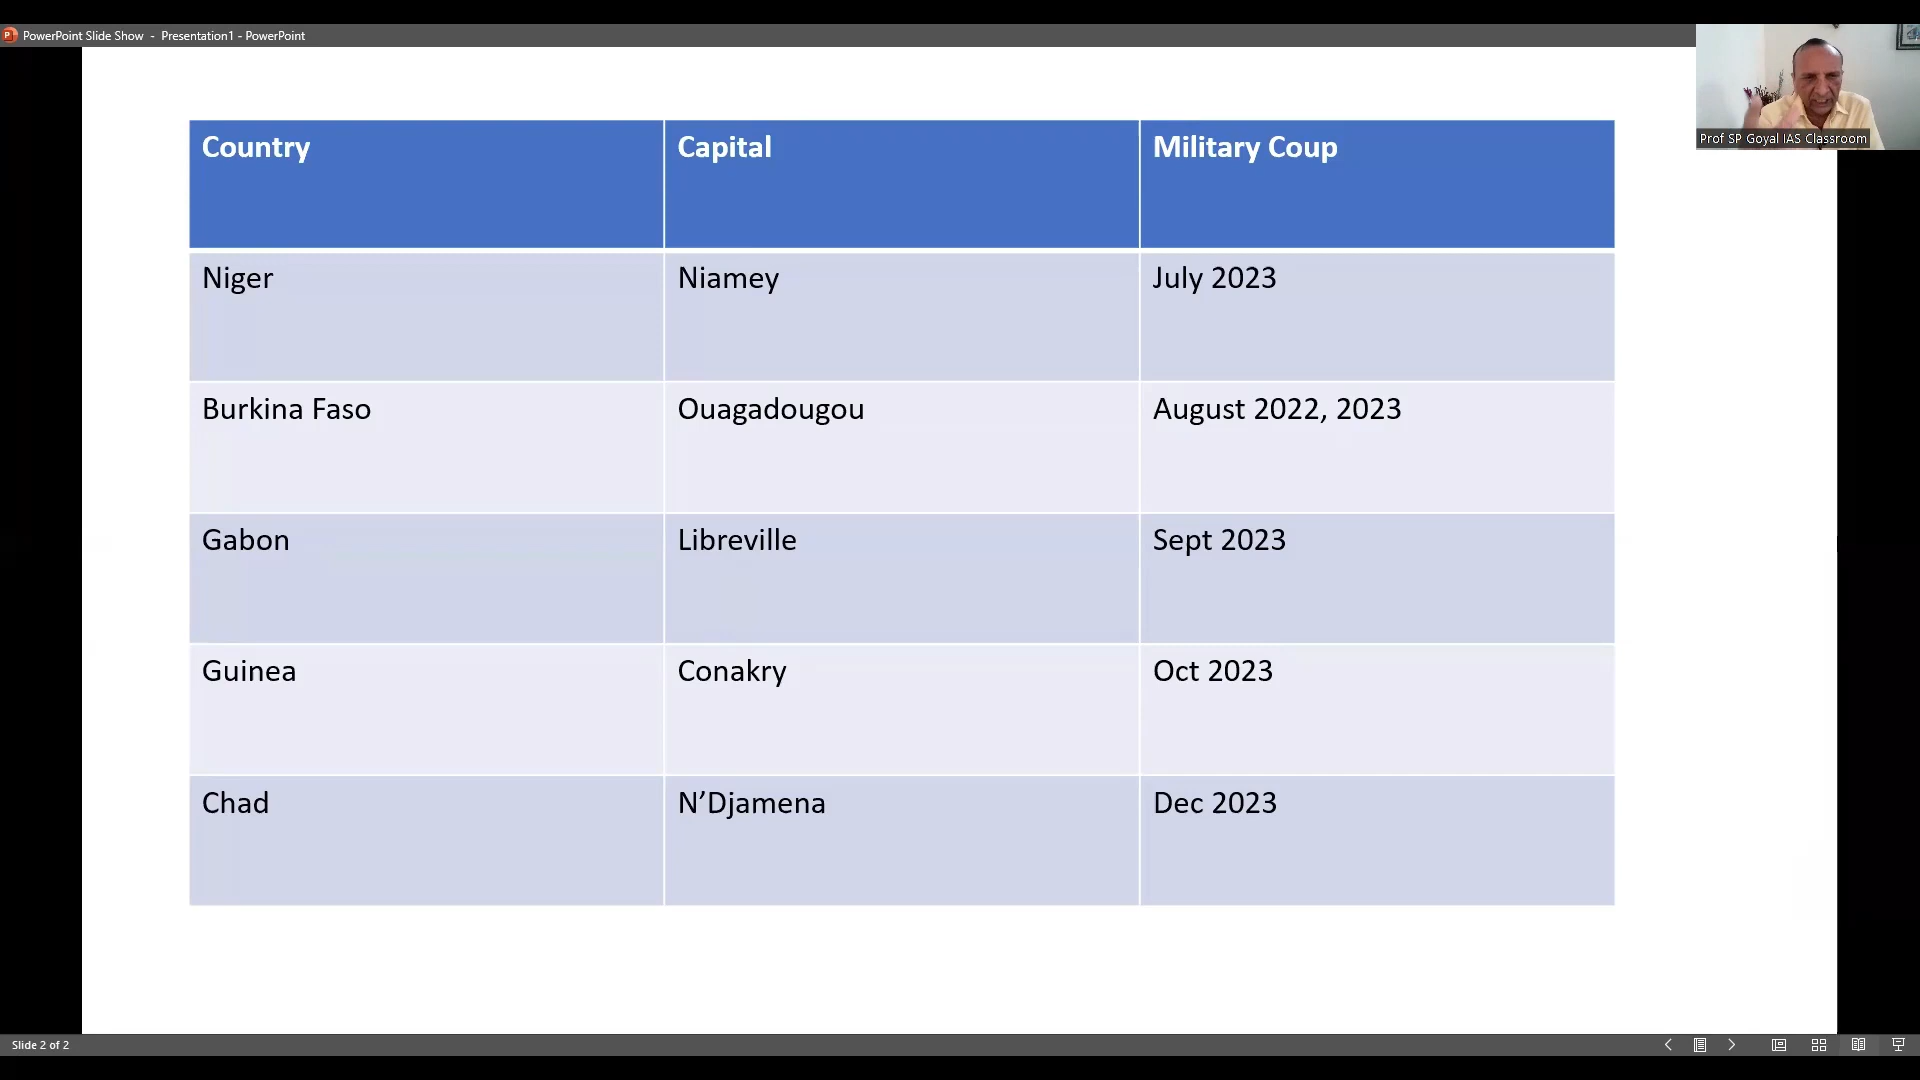 PowerPoint Slide Show - Presentation1 - PowerPoint
Prof SP Goyal IAS Classroom
Country Capital Military Coup
Niger Niamey July 2023
Burkina Faso Ouagadougou August 2022, 2023
Gabon Libreville Sept 2023
Guinea Conakry Oct 2023
Chad N’Djamena Dec 2023
Slide 2 of 2